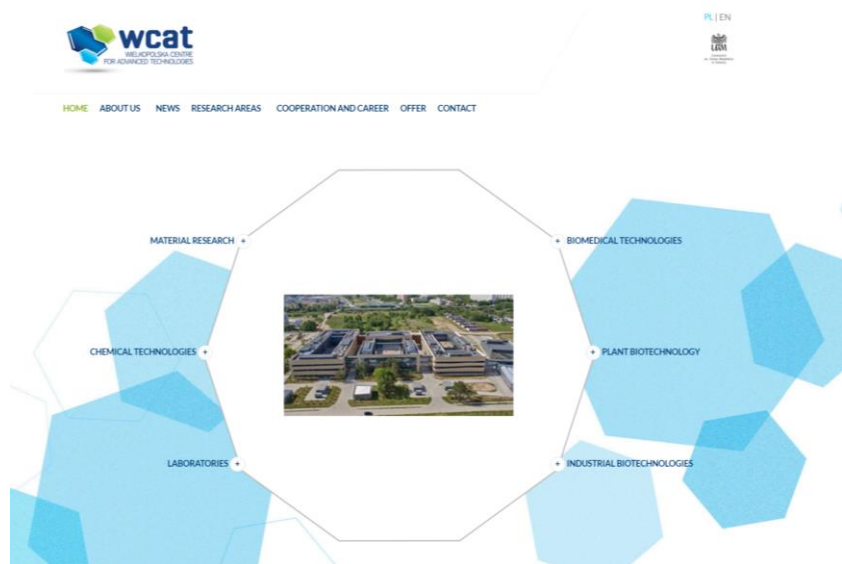 wcat
WIELKOPOLSKA CENTRE
FOR ADVANCED TECHNOLOGIES
PL | EN
UAM
HOME ABOUT US NEWS RESEARCH AREAS COOPERATION AND CAREER OFFER CONTACT
MATERIAL RESEARCH +
+ BIOMEDICAL TECHNOLOGIES
CHEMICAL TECHNOLOGIES +
+ PLANT BIOTECHNOLOGY
LABORATORIES +
+ INDUSTRIAL BIOTECHNOLOGIES